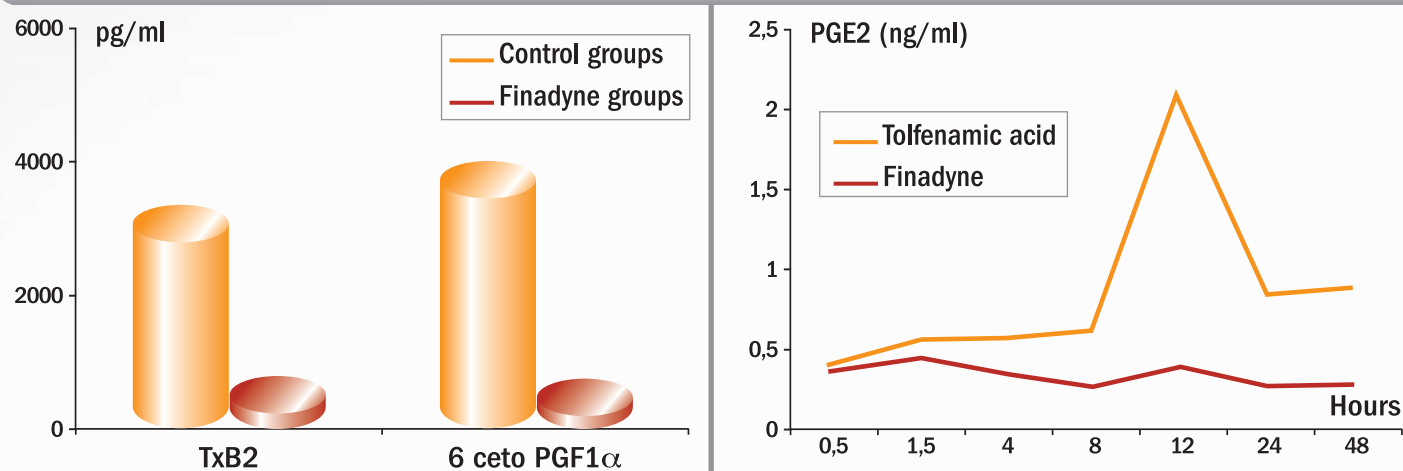 6000
pg/ml
Control groups
Finadyne groups
4000
2000
0
TxB2
6 ceto PGF1α
2,5
PGE2 (ng/ml)
2
Tolfenamic acid
Finadyne
1,5
1
0,5
0
Hours
0,5 1,5 4 8 12 24 48